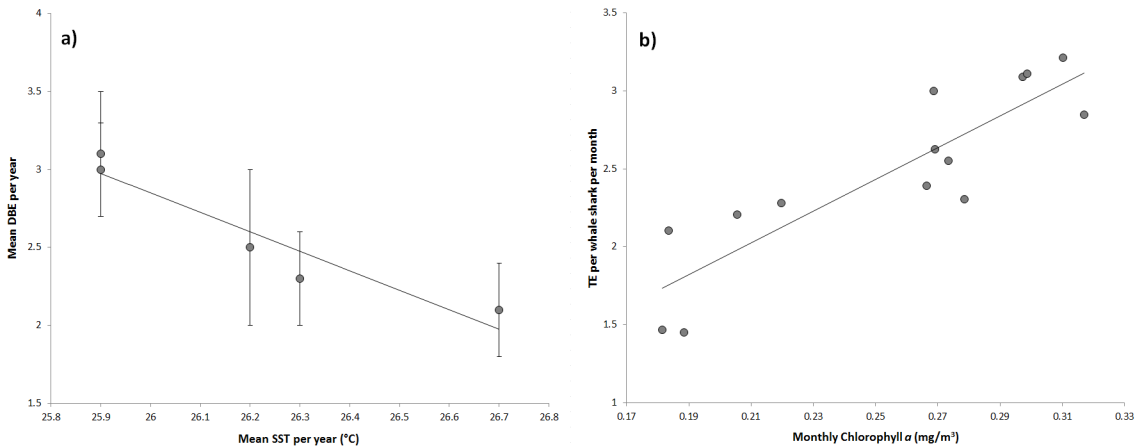 a)
Mean DBE per year
4
3.5
3
2.5
2
1.5
25.8 25.9 26 26.1 26.2 26.3 26.4 26.5 26.6 26.7 26.8
Mean SST per year (°C)
b)
TE per whale shark per month
3.5
3
2.5
2
1.5
1
0.17 0.19 0.21 0.23 0.25 0.27 0.29 0.31 0.33
Monthly Chlorophyll a (mg/m³)